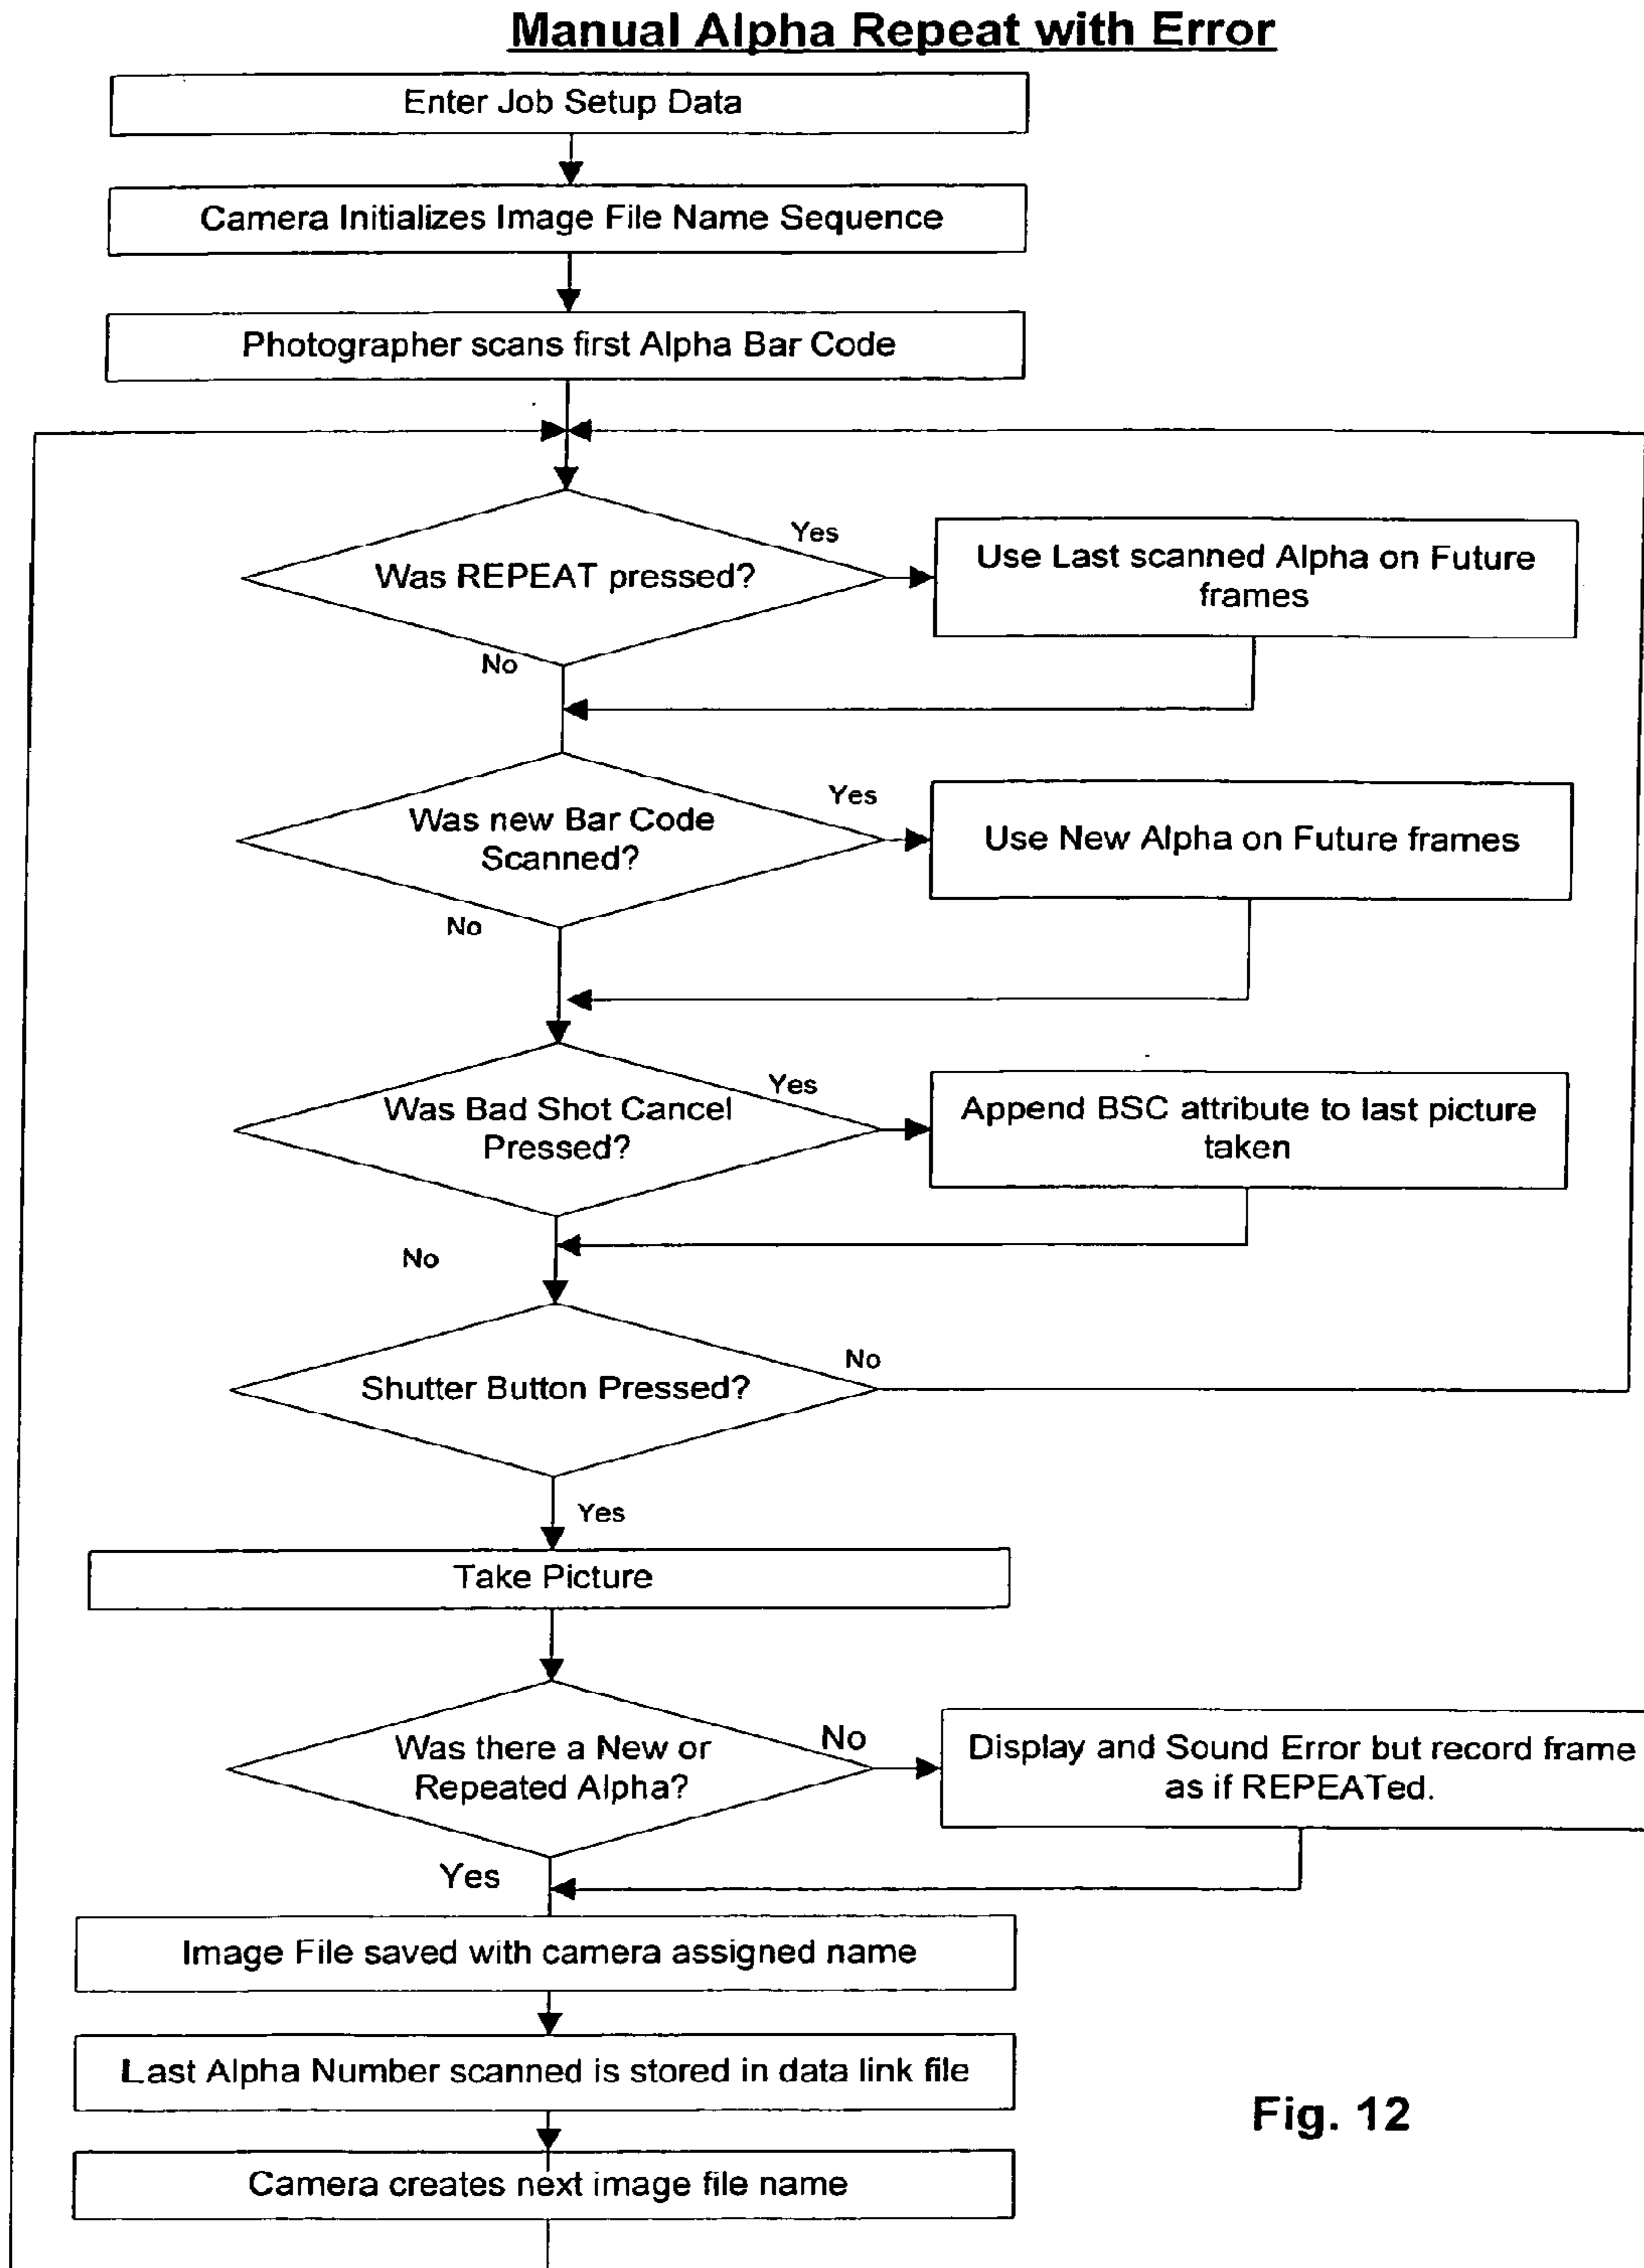 Manual Alpha Repeat with Error
Enter Job Setup Data
Camera Initializes Image File Name Sequence
Photographer scans first Alpha Bar Code
Was REPEAT pressed?
Yes
Use Last scanned Alpha on Future
frames
No
Was new Bar Code
Scanned?
Yes
Use New Alpha on Future frames
No
Was Bad Shot Cancel
Pressed?
Yes
Append BSC attribute to last picture
taken
No
Shutter Button Pressed?
No
Yes
Take Picture
Was there a New or
Repeated Alpha?
No
Display and Sound Error but record frame
as if REPEATed.
Yes
Image File saved with camera assigned name
Last Alpha Number scanned is stored in data link file
Camera creates next image file name
Fig. 12